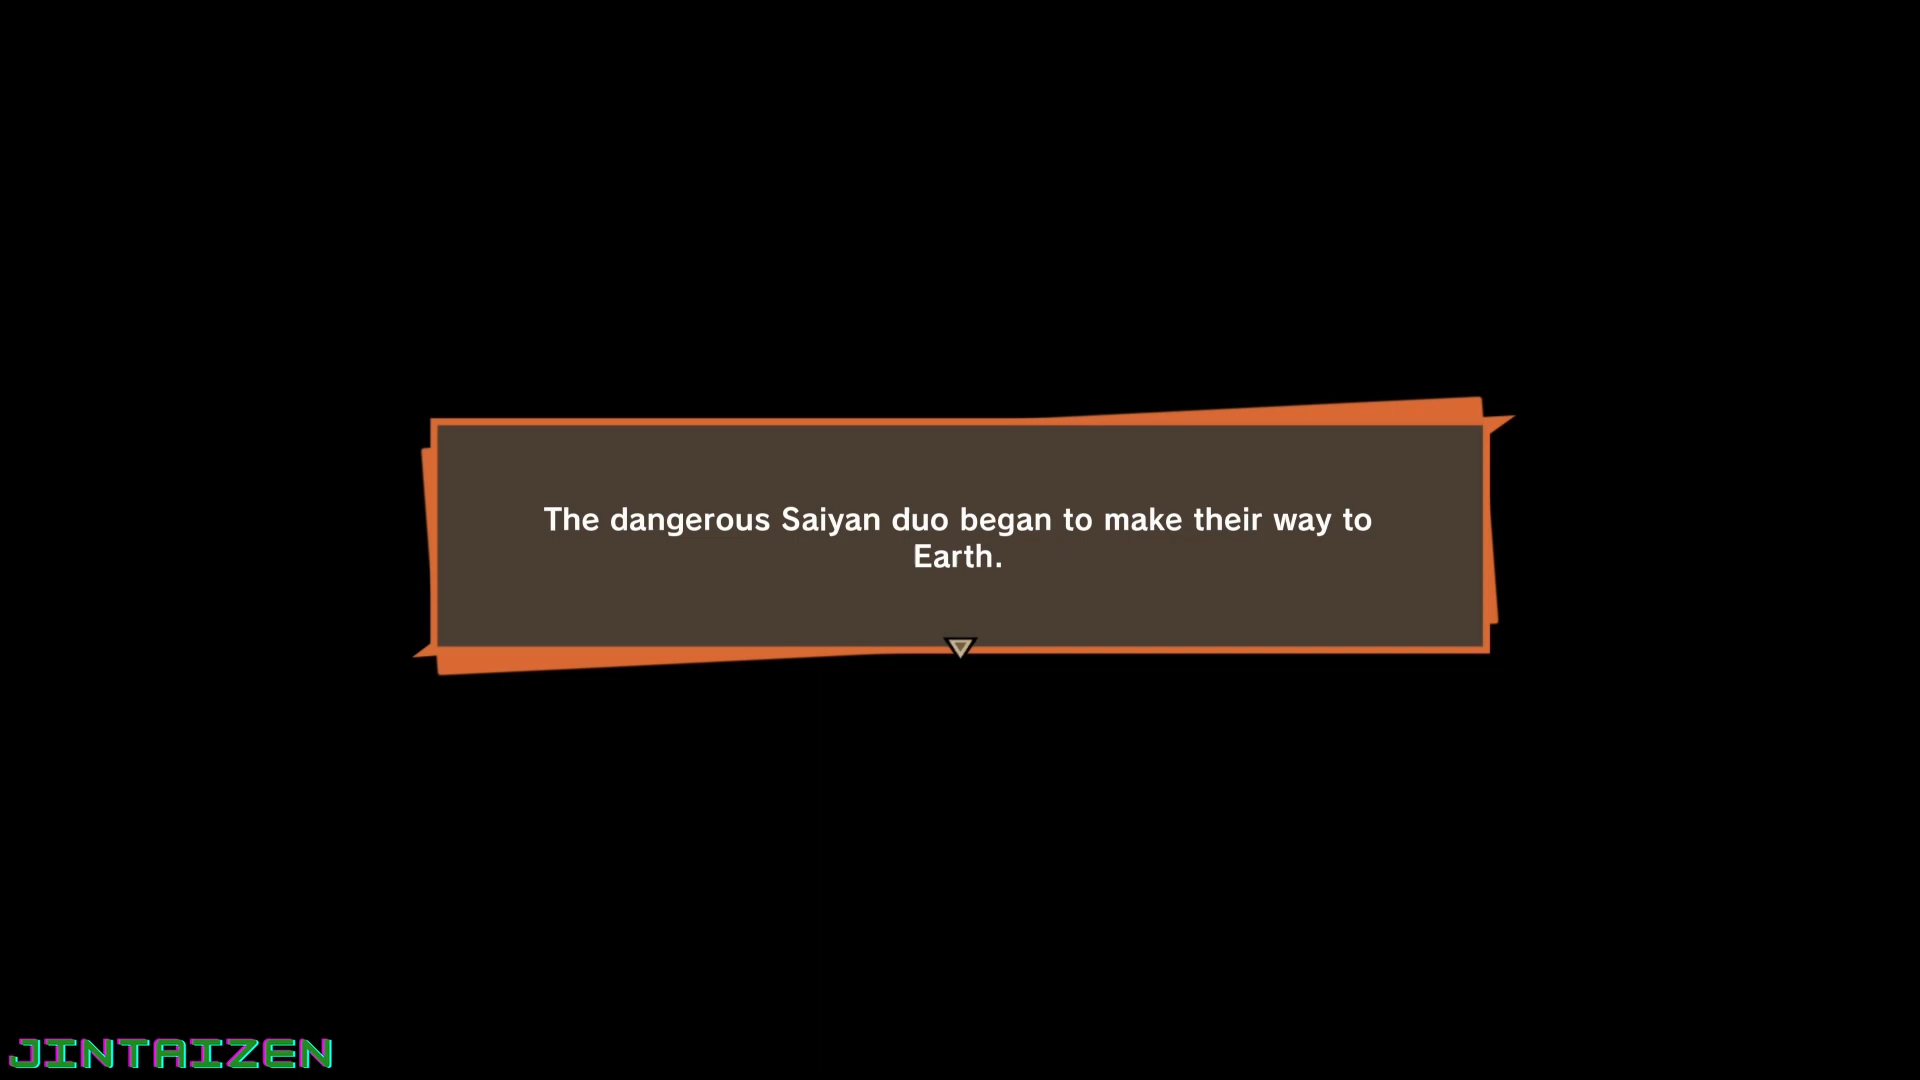 The dangerous Saiyan duo began to make their way to
Earth.
JINTAIZEN